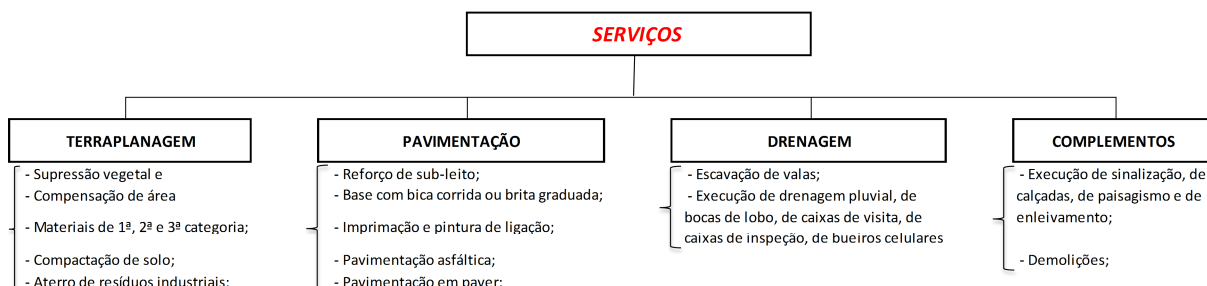 SERVIÇOS
TERRAPLANAGEM
- Supressão vegetal e
- Compensação de área
- Materiais de 1ª, 2ª e 3ª categoria;
- Compactação de solo;
- Aterro de resíduos industriais;
PAVIMENTAÇÃO
- Reforço de sub-leito;
- Base com bica corrida ou brita graduada;
- Imprimação e pintura de ligação;
- Pavimentação asfáltica;
- Pavimentação em paver;
DRENAGEM
- Escavação de valas;
- Execução de drenagem pluvial, de
bocas de lobo, de caixas de visita, de
caixas de inspeção, de bueiros celulares
COMPLEMENTOS
- Execução de sinalização, de
calçadas, de paisagismo e de
enleivamento;
- Demolições;